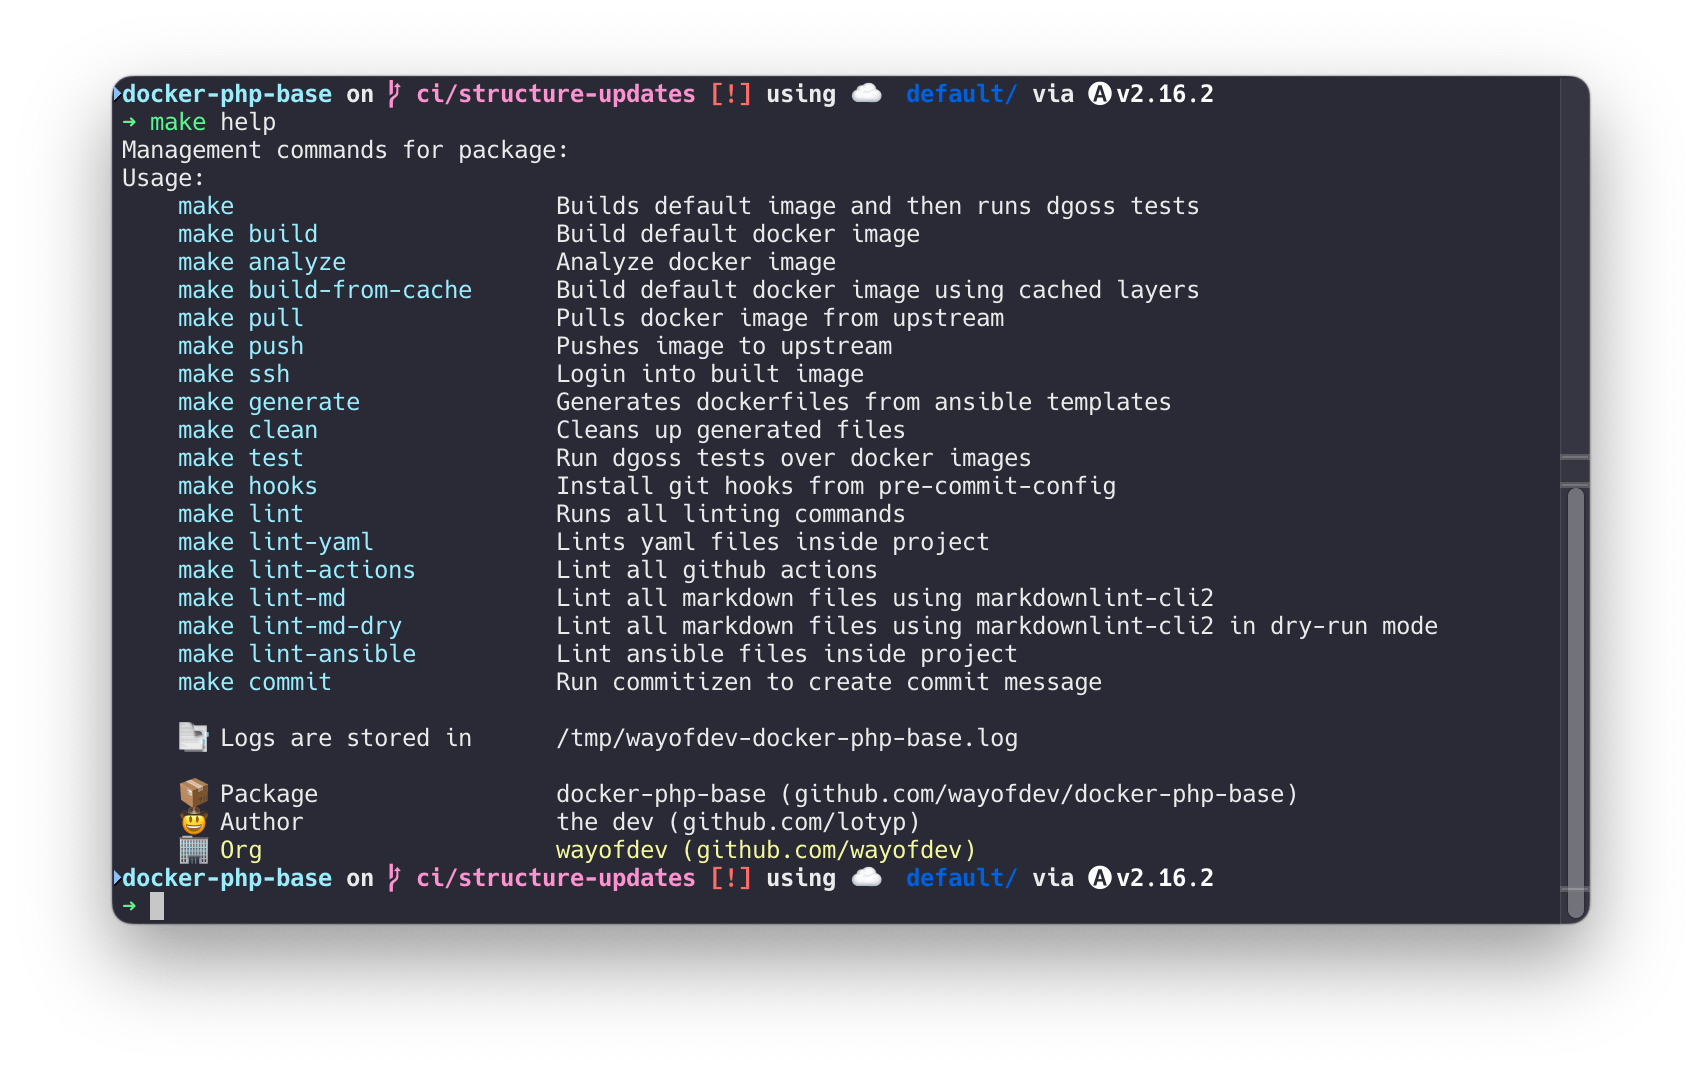 docker-php-base on ci/structure-updates [!] using ☁️ default/ via Ⓐ v2.16.2
➜ make help
Management commands for package:
Usage:
make Builds default image and then runs dgoss tests
make build Build default docker image
make analyze Analyze docker image
make build-from-cache Build default docker image using cached layers
make pull Pulls docker image from upstream
make push Pushes image to upstream
make ssh Login into built image
make generate Generates dockerfiles from ansible templates
make clean Cleans up generated files
make test Run dgoss tests over docker images
make hooks Install git hooks from pre-commit-config
make lint Runs all linting commands
make lint-yaml Lints yaml files inside project
make lint-actions Lint all github actions
make lint-md Lint all markdown files using markdownlint-cli2
make lint-md-dry Lint all markdown files using markdownlint-cli2 in dry-run mode
make lint-ansible Lint ansible files inside project
make commit Run commitizen to create commit message
📑 Logs are stored in /tmp/wayofdev-docker-php-base.log
📦 Package docker-php-base (github.com/wayofdev/docker-php-base)
🤠 Author the dev (github.com/lotyp)
🏢 Org wayofdev (github.com/wayofdev)
docker-php-base on ci/structure-updates [!] using ☁️ default/ via Ⓐ v2.16.2
➜